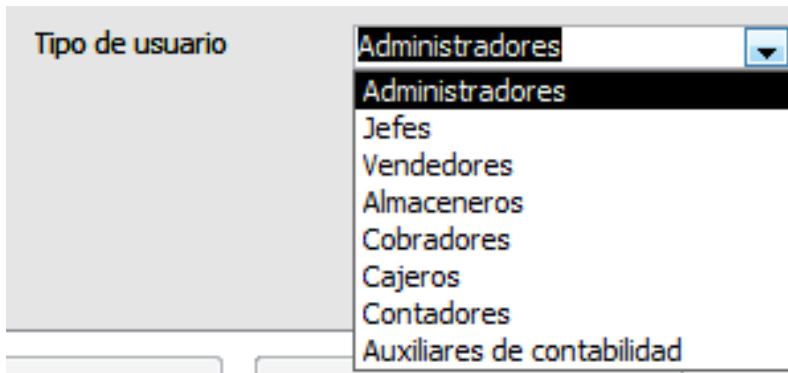 Tipo de usuario Administradores
Administradores
Jefes
Vendedores
Almaceneros
Cobradores
Cajeros
Contadores
Auxiliares de contabilidad